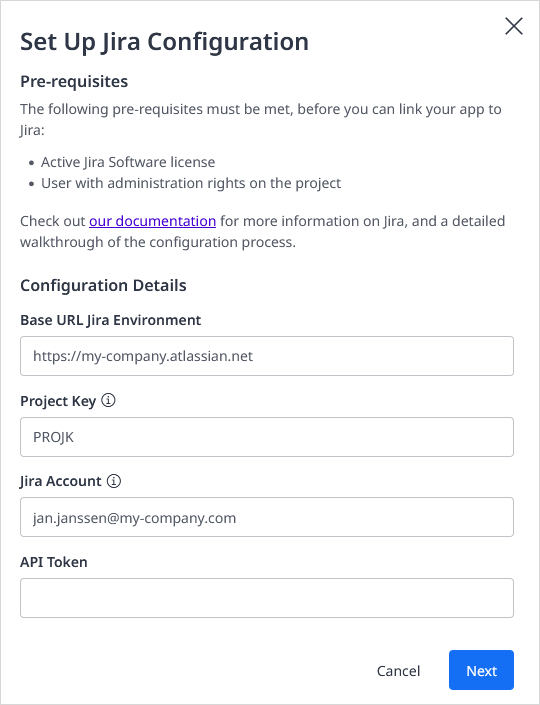 Set Up Jira Configuration
Pre-requisites
The following pre-requisites must be met, before you can link your app to
Jira:
• Active Jira Software license
• User with administration rights on the project
Check out our documentation for more information on Jira, and a detailed
walkthrough of the configuration process.
Configuration Details
Base URL Jira Environment
https://my-company.atlassian.net
Project Key
PROJK
Jira Account
jan.janssen@my-company.com
API Token
Cancel
Next